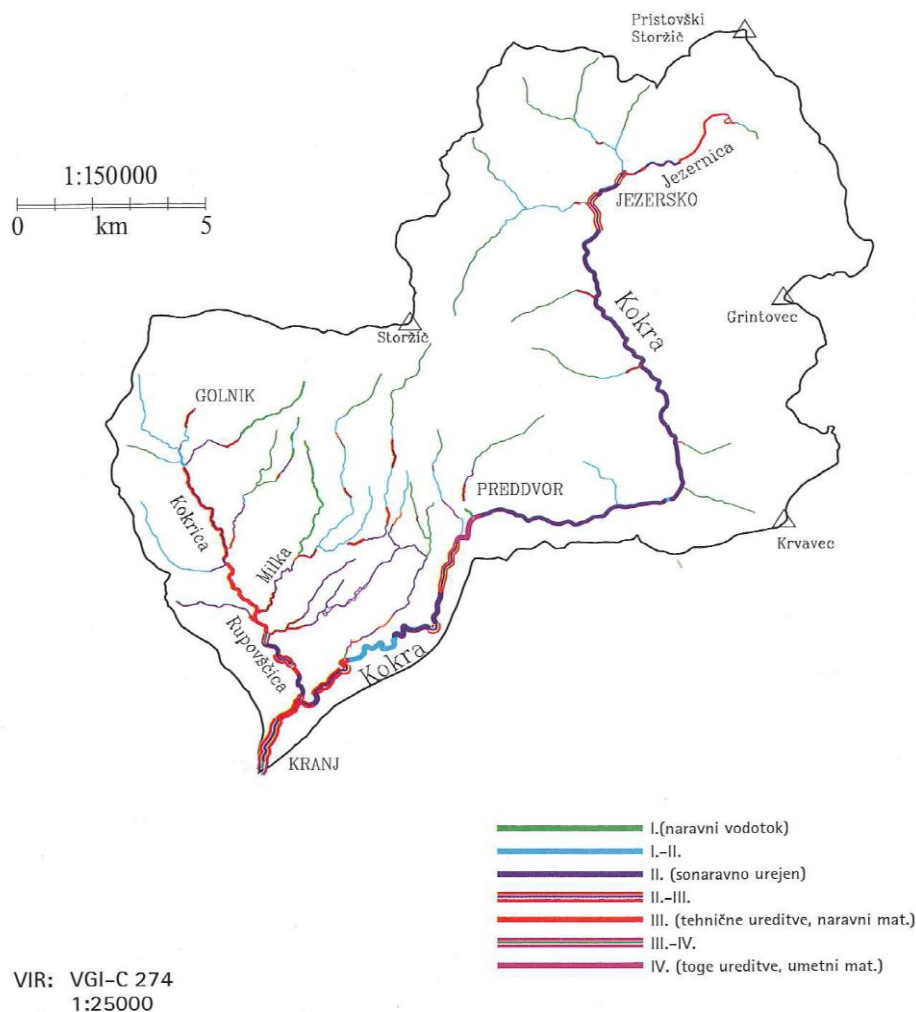 Pristovški
Storžič
1:150000
0 km 5
Jezernica
JEZERSKO
Kokra
Grintovec
Storžič
GOLNIK
PREDDVOR
Krvavec
Kokrica
Milka
Rupovščica
Kokra
KRANJ
I.(naravni vodotok)
I.-II.
II. (sonaravno urejen)
II.-III.
III. (tehnične ureditve, naravni mat.)
III.-IV.
IV. (toge ureditve, umetni mat.)
VIR: VGI-C 274
1:25000